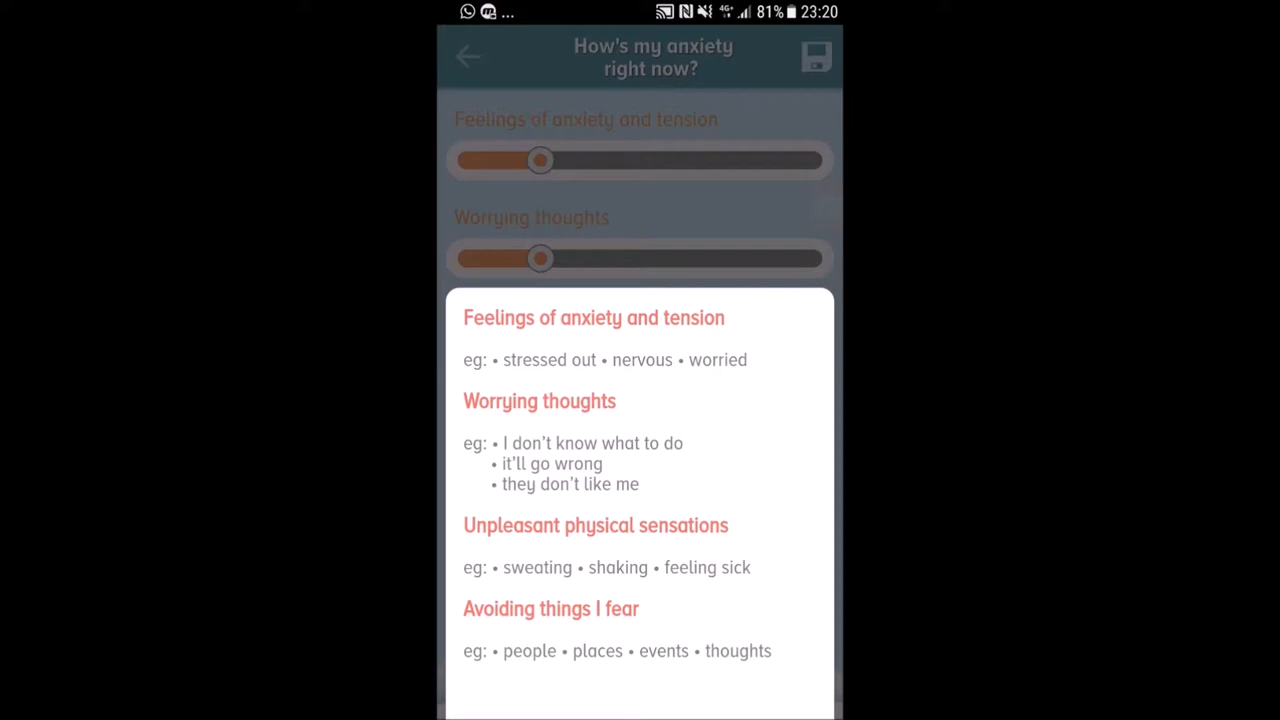 ... 4G+ 81% 23:20
How's my anxiety
right now?
Feelings of anxiety and tension
Worrying thoughts
Feelings of anxiety and tension
eg: • stressed out • nervous • worried
Worrying thoughts
eg: • I don't know what to do
• it'll go wrong
• they don't like me
Unpleasant physical sensations
eg: • sweating • shaking • feeling sick
Avoiding things I fear
eg: • people • places • events • thoughts